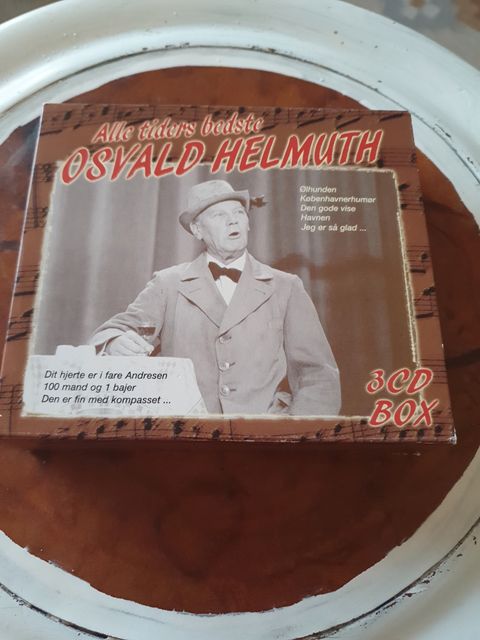 Alle tiders bedste
OSVALD HELMUTH
Ølhunden
Københavnerhumør
Den gode vise
Havnen
Jeg er så glad ...
Dit hjerte er i fare Andresen
100 mand og 1 bajer
Den er fin med kompasset ...
3CD
BOX